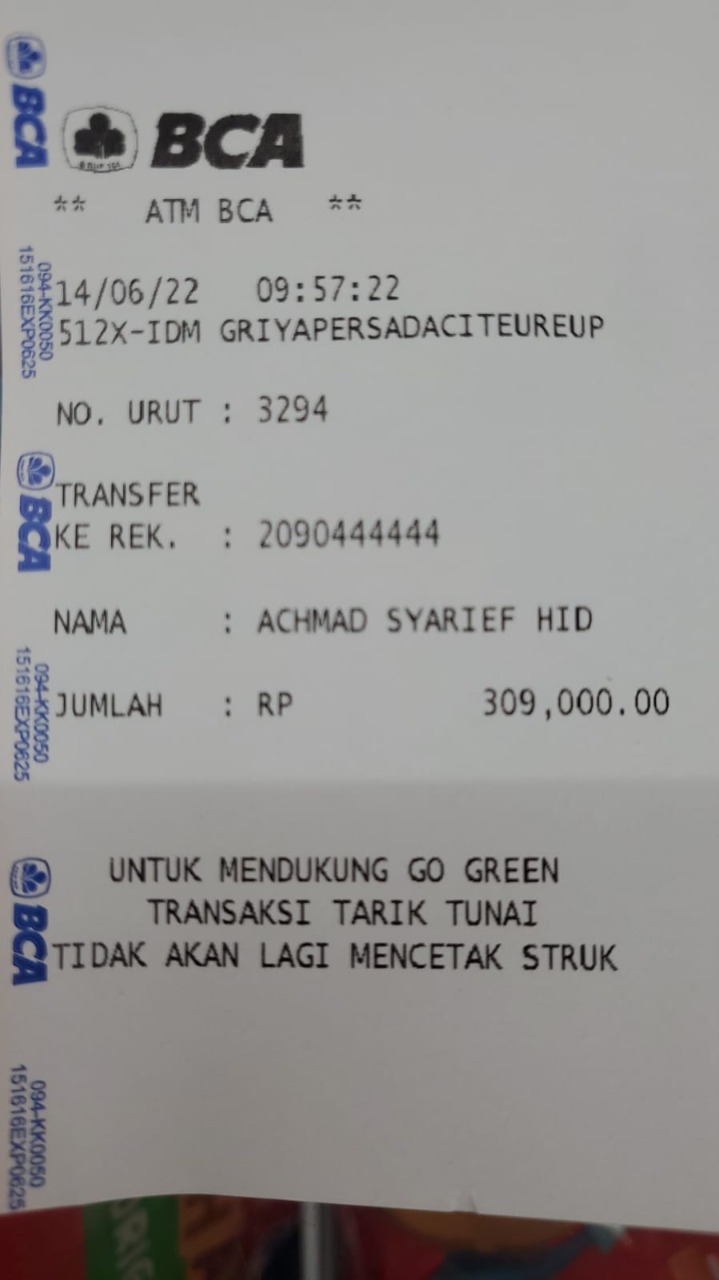 BCA
** ATM BCA **
14/06/22 09:57:22
512X-IDM GRIYAPERSADACITEUREUP
NO. URUT : 3294
TRANSFER
KE REK. : 2090444444
NAMA : ACHMAD SYARIEF HID
JUMLAH : RP 309,000.00
UNTUK MENDUKUNG GO GREEN
TRANSAKSI TARIK TUNAI
TIDAK AKAN LAGI MENCETAK STRUK
BCA
094-KK0050
151616EXP0625
BCA
094-KK0050
151616EXP0625
BCA
094-KK0050
151616EXP0625